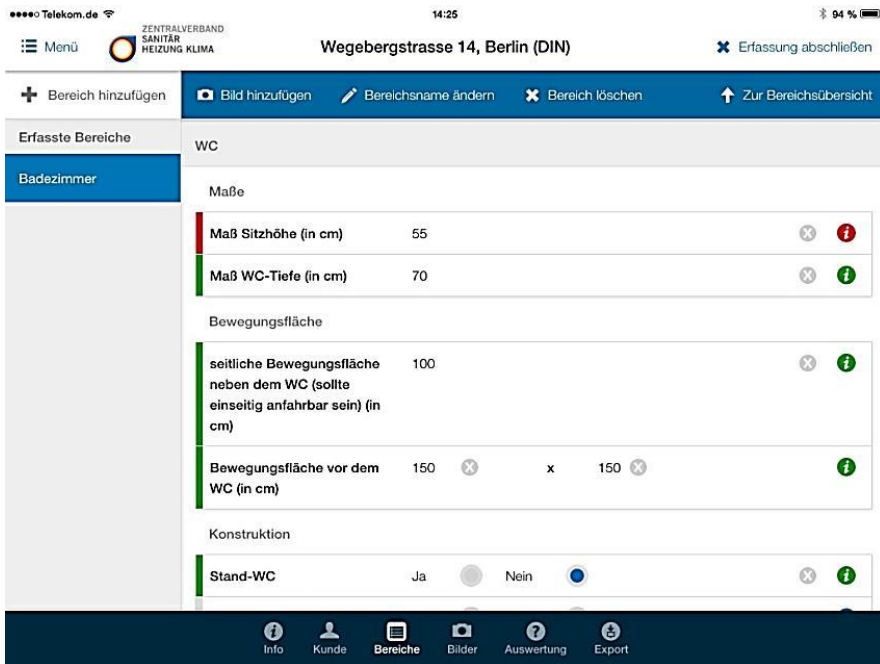 Telekom.de 14:25 94 %
Menü
ZENTRALVERBAND
SANITÄR
HEIZUNG KLIMA
Wegebergstrasse 14, Berlin (DIN)
Erfassung abschließen
Bereich hinzufügen
Bild hinzufügen Bereichsname ändern Bereich löschen Zur Bereichsübersicht
Erfasste Bereiche
Badezimmer
WC
Maße
Maß Sitzhöhe (in cm) 55
Maß WC-Tiefe (in cm) 70
Bewegungsfläche
seitliche Bewegungsfläche 100
neben dem WC (sollte
einseitig anfahrbar sein) (in
cm)
Bewegungsfläche vor dem 150 x 150
WC (in cm)
Konstruktion
Stand-WC Ja Nein
Info Kunde Bereiche Bilder Auswertung Export